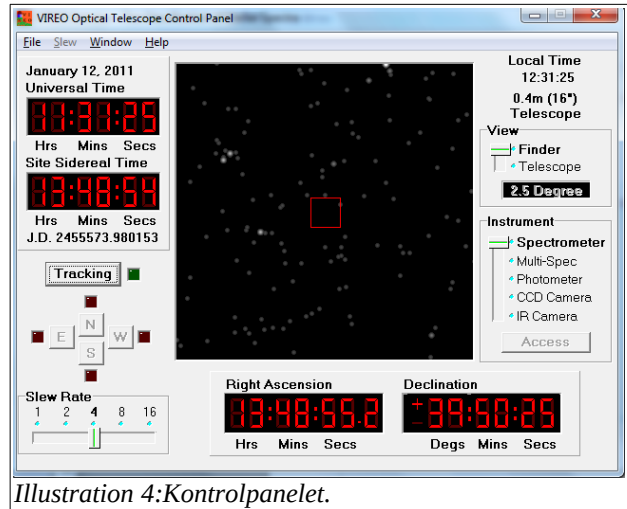 VIREO Optical Telescope Control Panel
File Slew Window Help
January 12, 2011
Universal Time
11:31:25
Hrs Mins Secs
Site Sidereal Time
13:48:54
Hrs Mins Secs
J.D. 2455573.980153
Tracking
N
E W
S
Slew Rate
1 2 4 8 16
Local Time
12:31:25
0.4m (16")
Telescope
View
Finder
Telescope
2.5 Degree
Instrument
Spectrometer
Multi-Spec
Photometer
CCD Camera
IR Camera
Access
Right Ascension
13:48:55.2
Hrs Mins Secs
Declination
+39:50:25
Degs Mins Secs
Illustration 4:Kontrolpanelet.